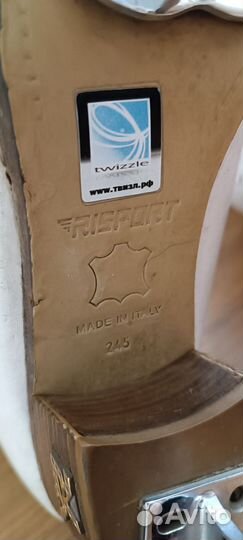 twizzle
www.твизл.рф
RISPORT
MADE IN ITALY
245
Avito